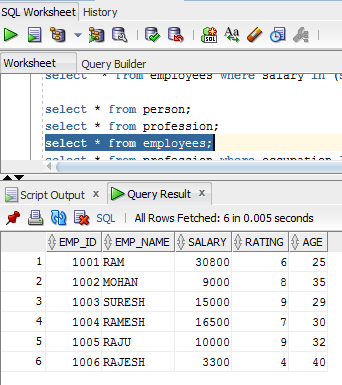 SQL Worksheet History
Worksheet Query Builder
select * from employees where salary in (
select * from person;
select * from profession;
select * from employees;
select * from profession where occupation
Script Output x Query Result x
SQL | All Rows Fetched: 6 in 0.005 seconds
EMP_ID EMP_NAME SALARY RATING AGE
1 1001 RAM 30800 6 25
2 1002 MOHAN 9000 8 35
3 1003 SURESH 15000 9 29
4 1004 RAMESH 16500 7 30
5 1005 RAJU 10000 9 32
6 1006 RAJESH 3300 4 40